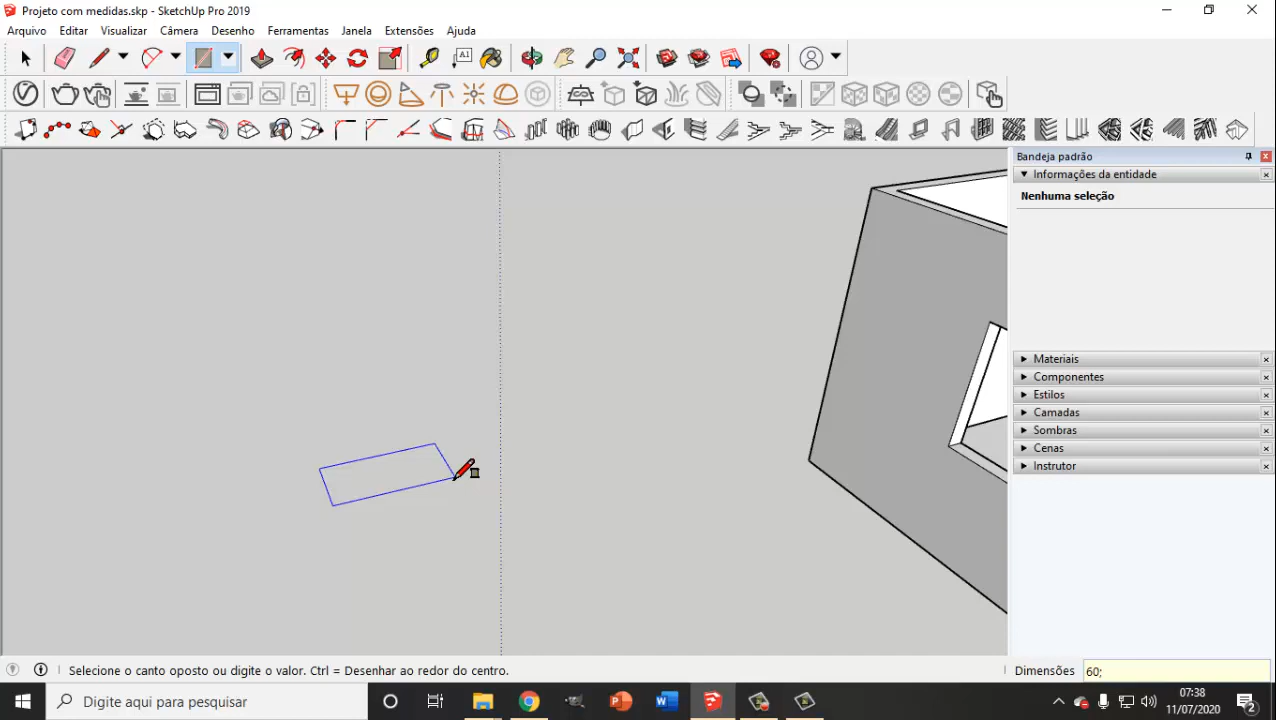 Projeto com medidas.skp - SketchUp Pro 2019
Arquivo Editar Visualizar Câmera Desenho Ferramentas Janela Extensões Ajuda
A1
Bandeja padrão
Informações da entidade
Nenhuma seleção
Materiais
Componentes
Estilos
Camadas
Sombras
Cenas
Instrutor
Selecione o canto oposto ou digite o valor. Ctrl = Desenhar ao redor do centro.
Dimensões 60;
Digite aqui para pesquisar
07:38
11/07/2020
2